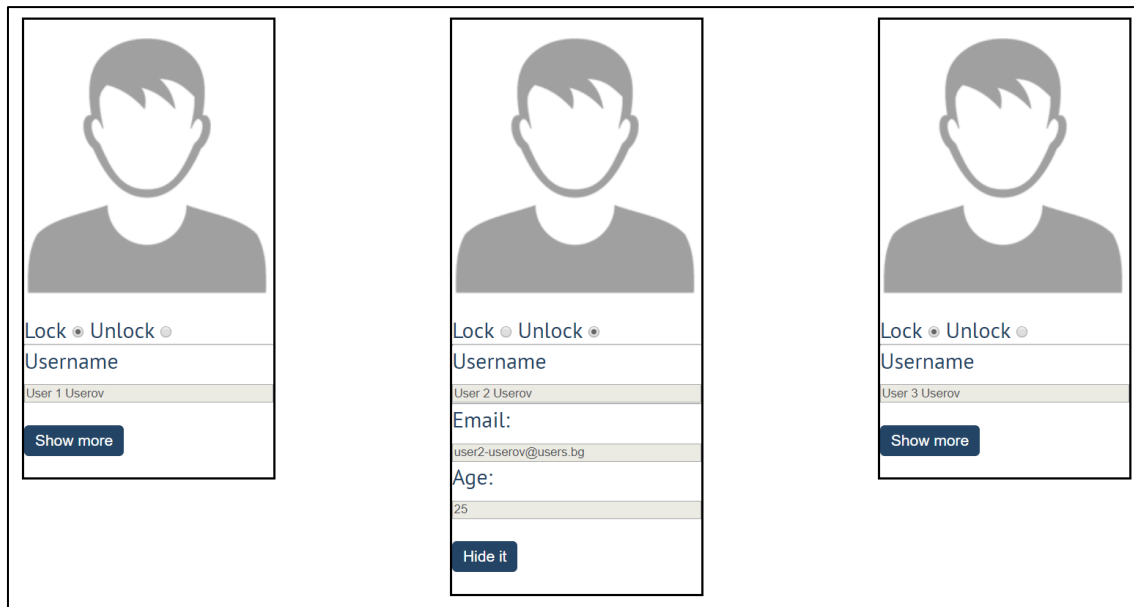 Lock Unlock
Username
User 1 Userov
Show more
Lock Unlock
Username
User 2 Userov
Email:
user2-userov@users.bg
Age:
25
Hide it
Lock Unlock
Username
User 3 Userov
Show more